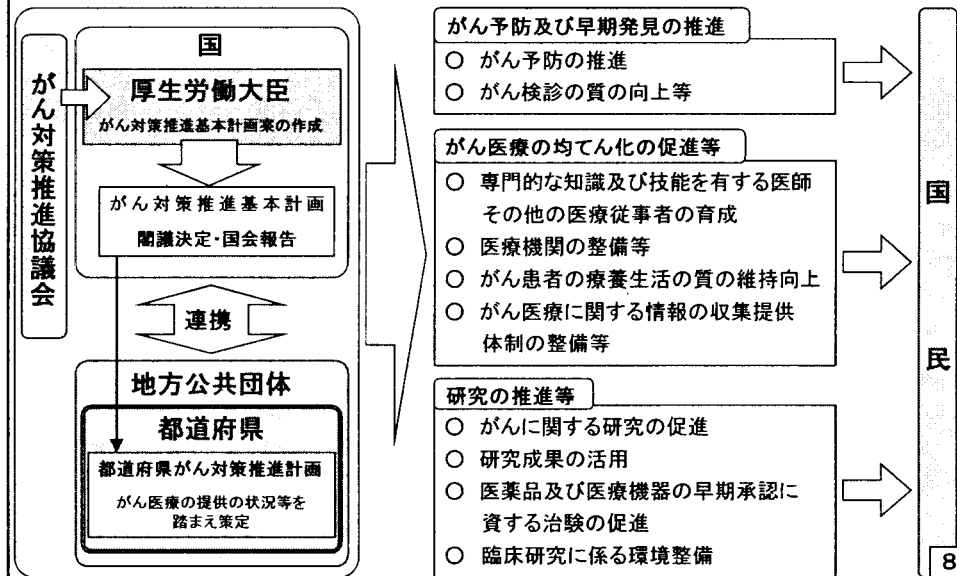 がん対策推進協議会
国
厚生労働大臣
がん対策推進基本計画案の作成
がん対策推進基本計画
閣議決定・国会報告
連携
地方公共団体
都道府県
都道府県がん対策推進計画
がん医療の提供の状況等を
踏まえ策定
がん予防及び早期発見の推進
○ がん予防の推進
○ がん検診の質の向上等
がん医療の均てん化の促進等
○ 専門的な知識及び技能を有する医師
その他の医療従事者の育成
○ 医療機関の整備等
○ がん患者の療養生活の質の維持向上
○ がん医療に関する情報の収集提供
体制の整備等
研究の推進等
○ がんに関する研究の促進
○ 研究成果の活用
○ 医薬品及び医療機器の早期承認に
資する治験の促進
○ 臨床研究に係る環境整備
国民
8